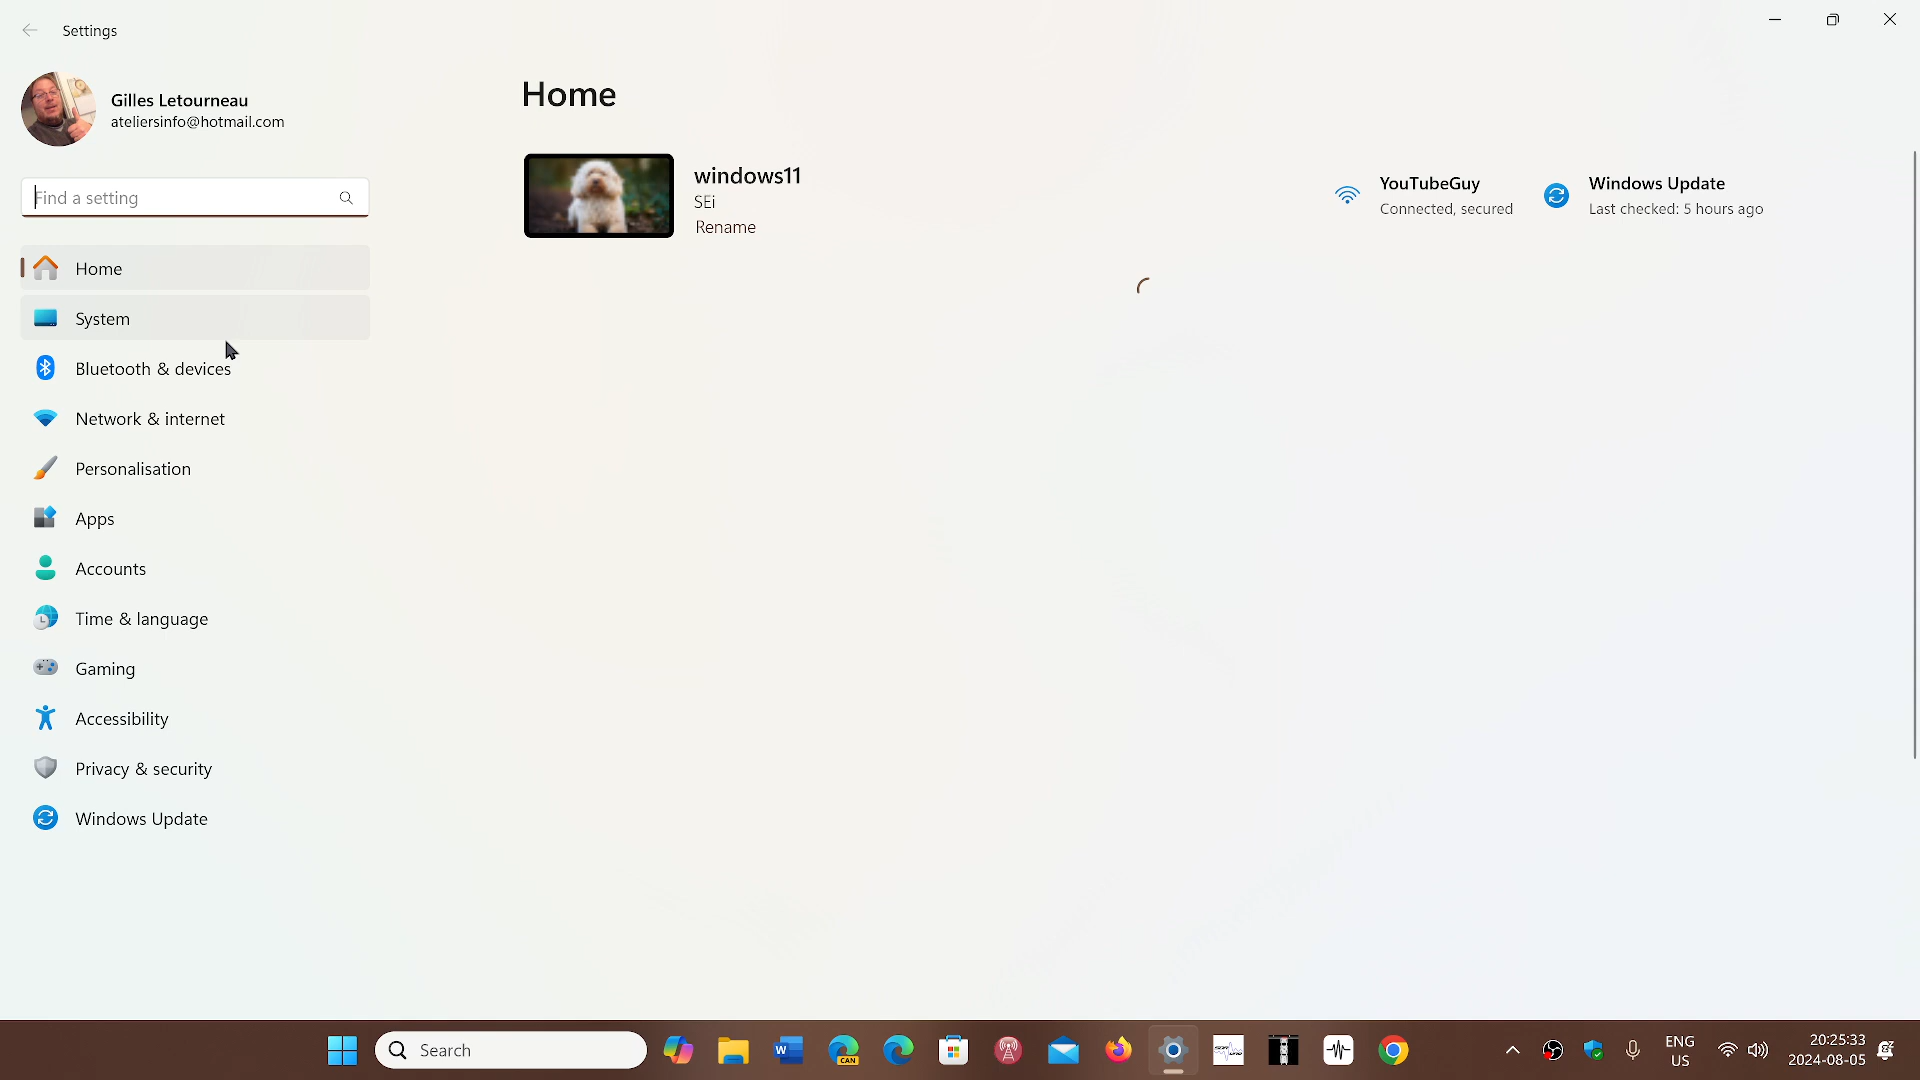 Settings
Gilles Letourneau
ateliersinfo@hotmail.com
Find a setting
Home
System
Bluetooth & devices
Network & internet
Personalisation
Apps
Accounts
Time & language
Gaming
Accessibility
Privacy & security
Windows Update
Home
windows11
SEi
Rename
YouTubeGuy
Connected, secured
Windows Update
Last checked: 5 hours ago
Search
W
CAN
ENG
US
20:25:33
2024-08-05